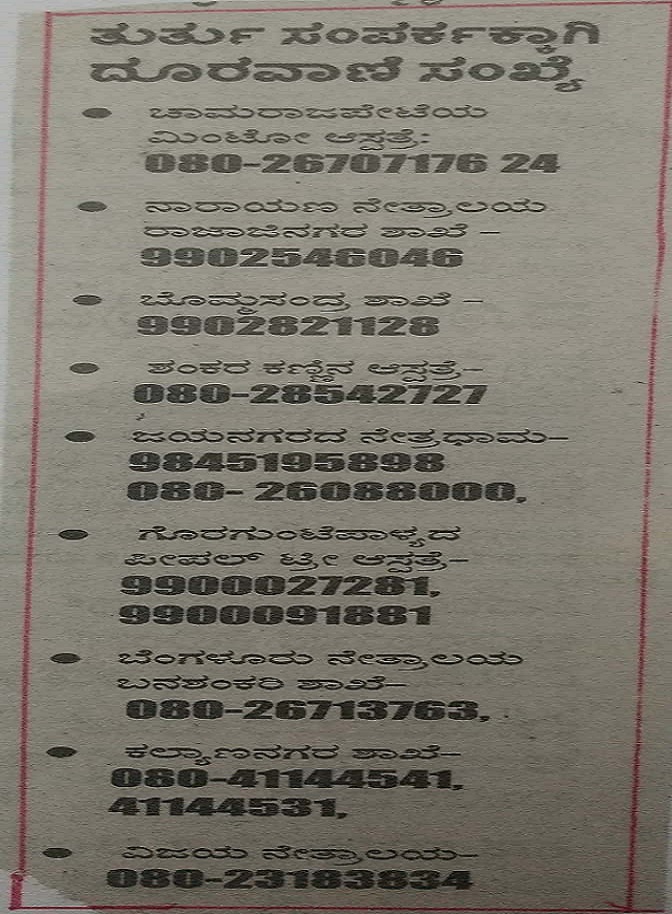 ತುರ್ತು ಸಂಪರ್ಕಕ್ಕಾಗಿ
ದೂರವಾಣಿ ಸಂಖ್ಯೆ
● ಚಾಮರಾಜಪೇಟೆಯ
ಮಿಂಟೋ ಆಸ್ಪತ್ರೆ:
080-26707176 24
● ನಾರಾಯಣ ನೇತ್ರಾಲಯ
ರಾಜಾಜಿನಗರ ಶಾಖೆ –
9902546046
● ಬೊಮ್ಮಸಂದ್ರ ಶಾಖೆ –
9902821128
● ಶಂಕರ ಕಣ್ಣಿನ ಆಸ್ಪತ್ರೆ–
080-28542727
● ಜಯನಗರದ ನೇತ್ರಧಾಮ–
9845195898
080- 26088000,
● ಗೊರಗುಂಟೆಪಾಳ್ಯದ
ಪೀಪಲ್ ಟ್ರೀ ಆಸ್ಪತ್ರೆ–
9900027281,
9900091881
● ಬೆಂಗಳೂರು ನೇತ್ರಾಲಯ
ಬನಶಂಕರಿ ಶಾಖೆ–
080-26713763,
● ಕಲ್ಯಾಣನಗರ ಶಾಖೆ–
080-41144541,
41144531,
● ವಿಜಯ ನೇತ್ರಾಲಯ–
080-23183834